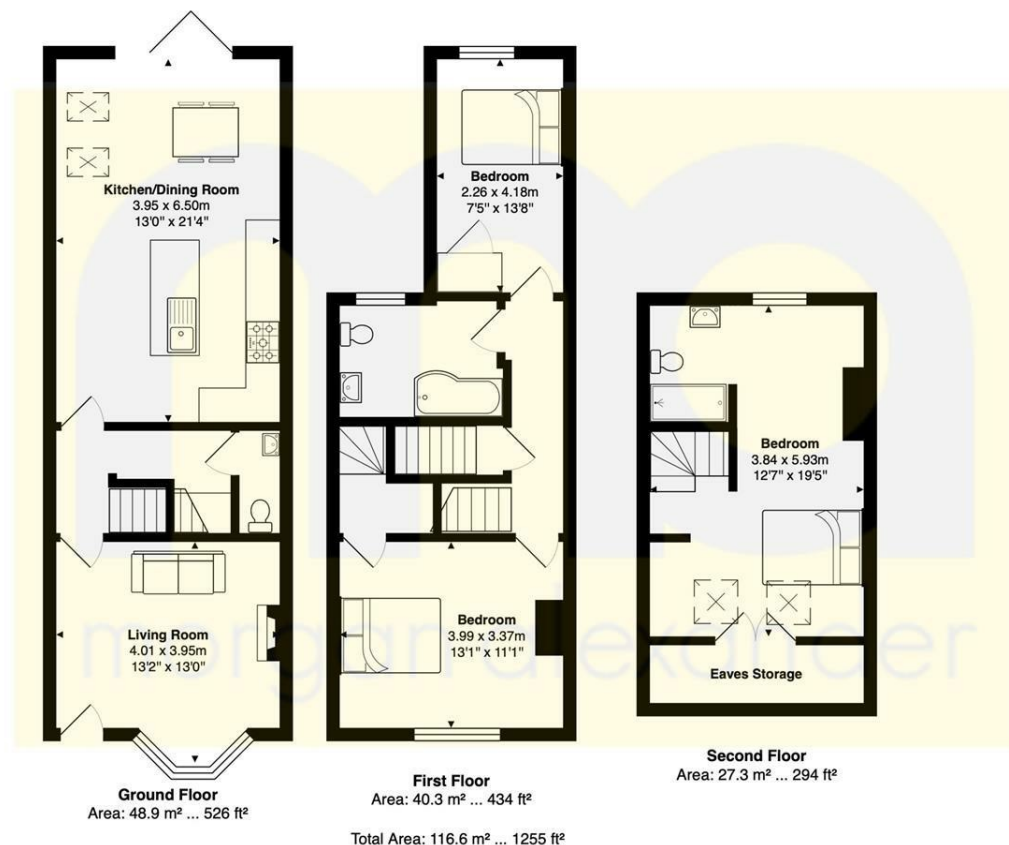 Kitchen/Dining Room
3.95 x 6.50m
13'0" x 21'4"
Living Room
4.01 x 3.95m
13'2" x 13'0"
Ground Floor
Area: 48.9 m² ... 526 ft²
Bedroom
2.26 x 4.18m
7'5" x 13'8"
Bedroom
3.99 x 3.37m
13'1" x 11'1"
First Floor
Area: 40.3 m² ... 434 ft²
Bedroom
3.84 x 5.93m
12'7" x 19'5"
Eaves Storage
Second Floor
Area: 27.3 m² ... 294 ft²
Total Area: 116.6 m² ... 1255 ft²
morgan alexander